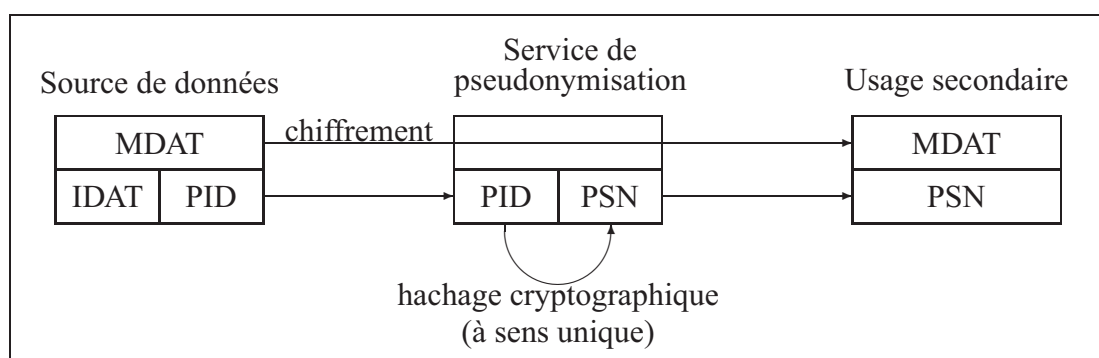 Service de
pseudonymisation
Source de données
Usage secondaire
chiffrement
MDAT
MDAT
IDAT PID
PID PSN
PSN
hachage cryptographique
(à sens unique)